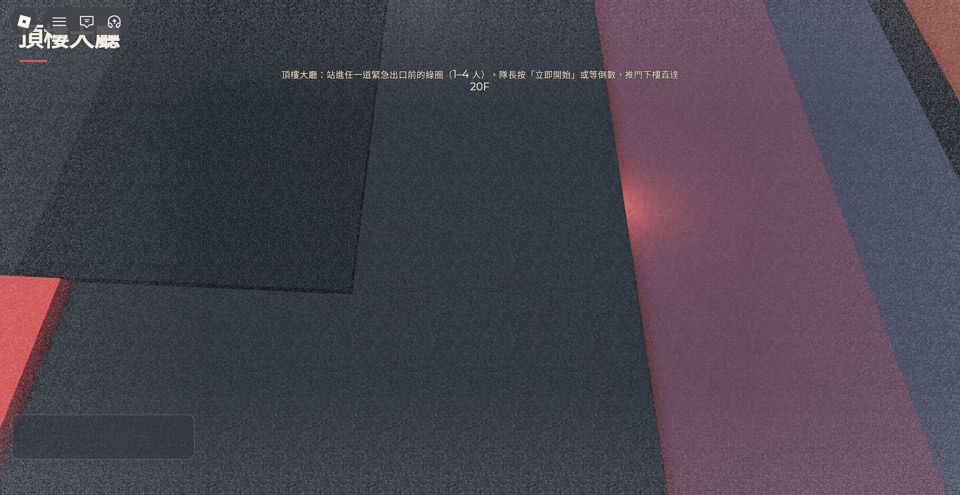 頂樓大廳
頂樓大廳：站進任一道緊急出口前的綠圈（1–4 人），隊長按「立即開始」或等倒數，推門下樓直達
20F